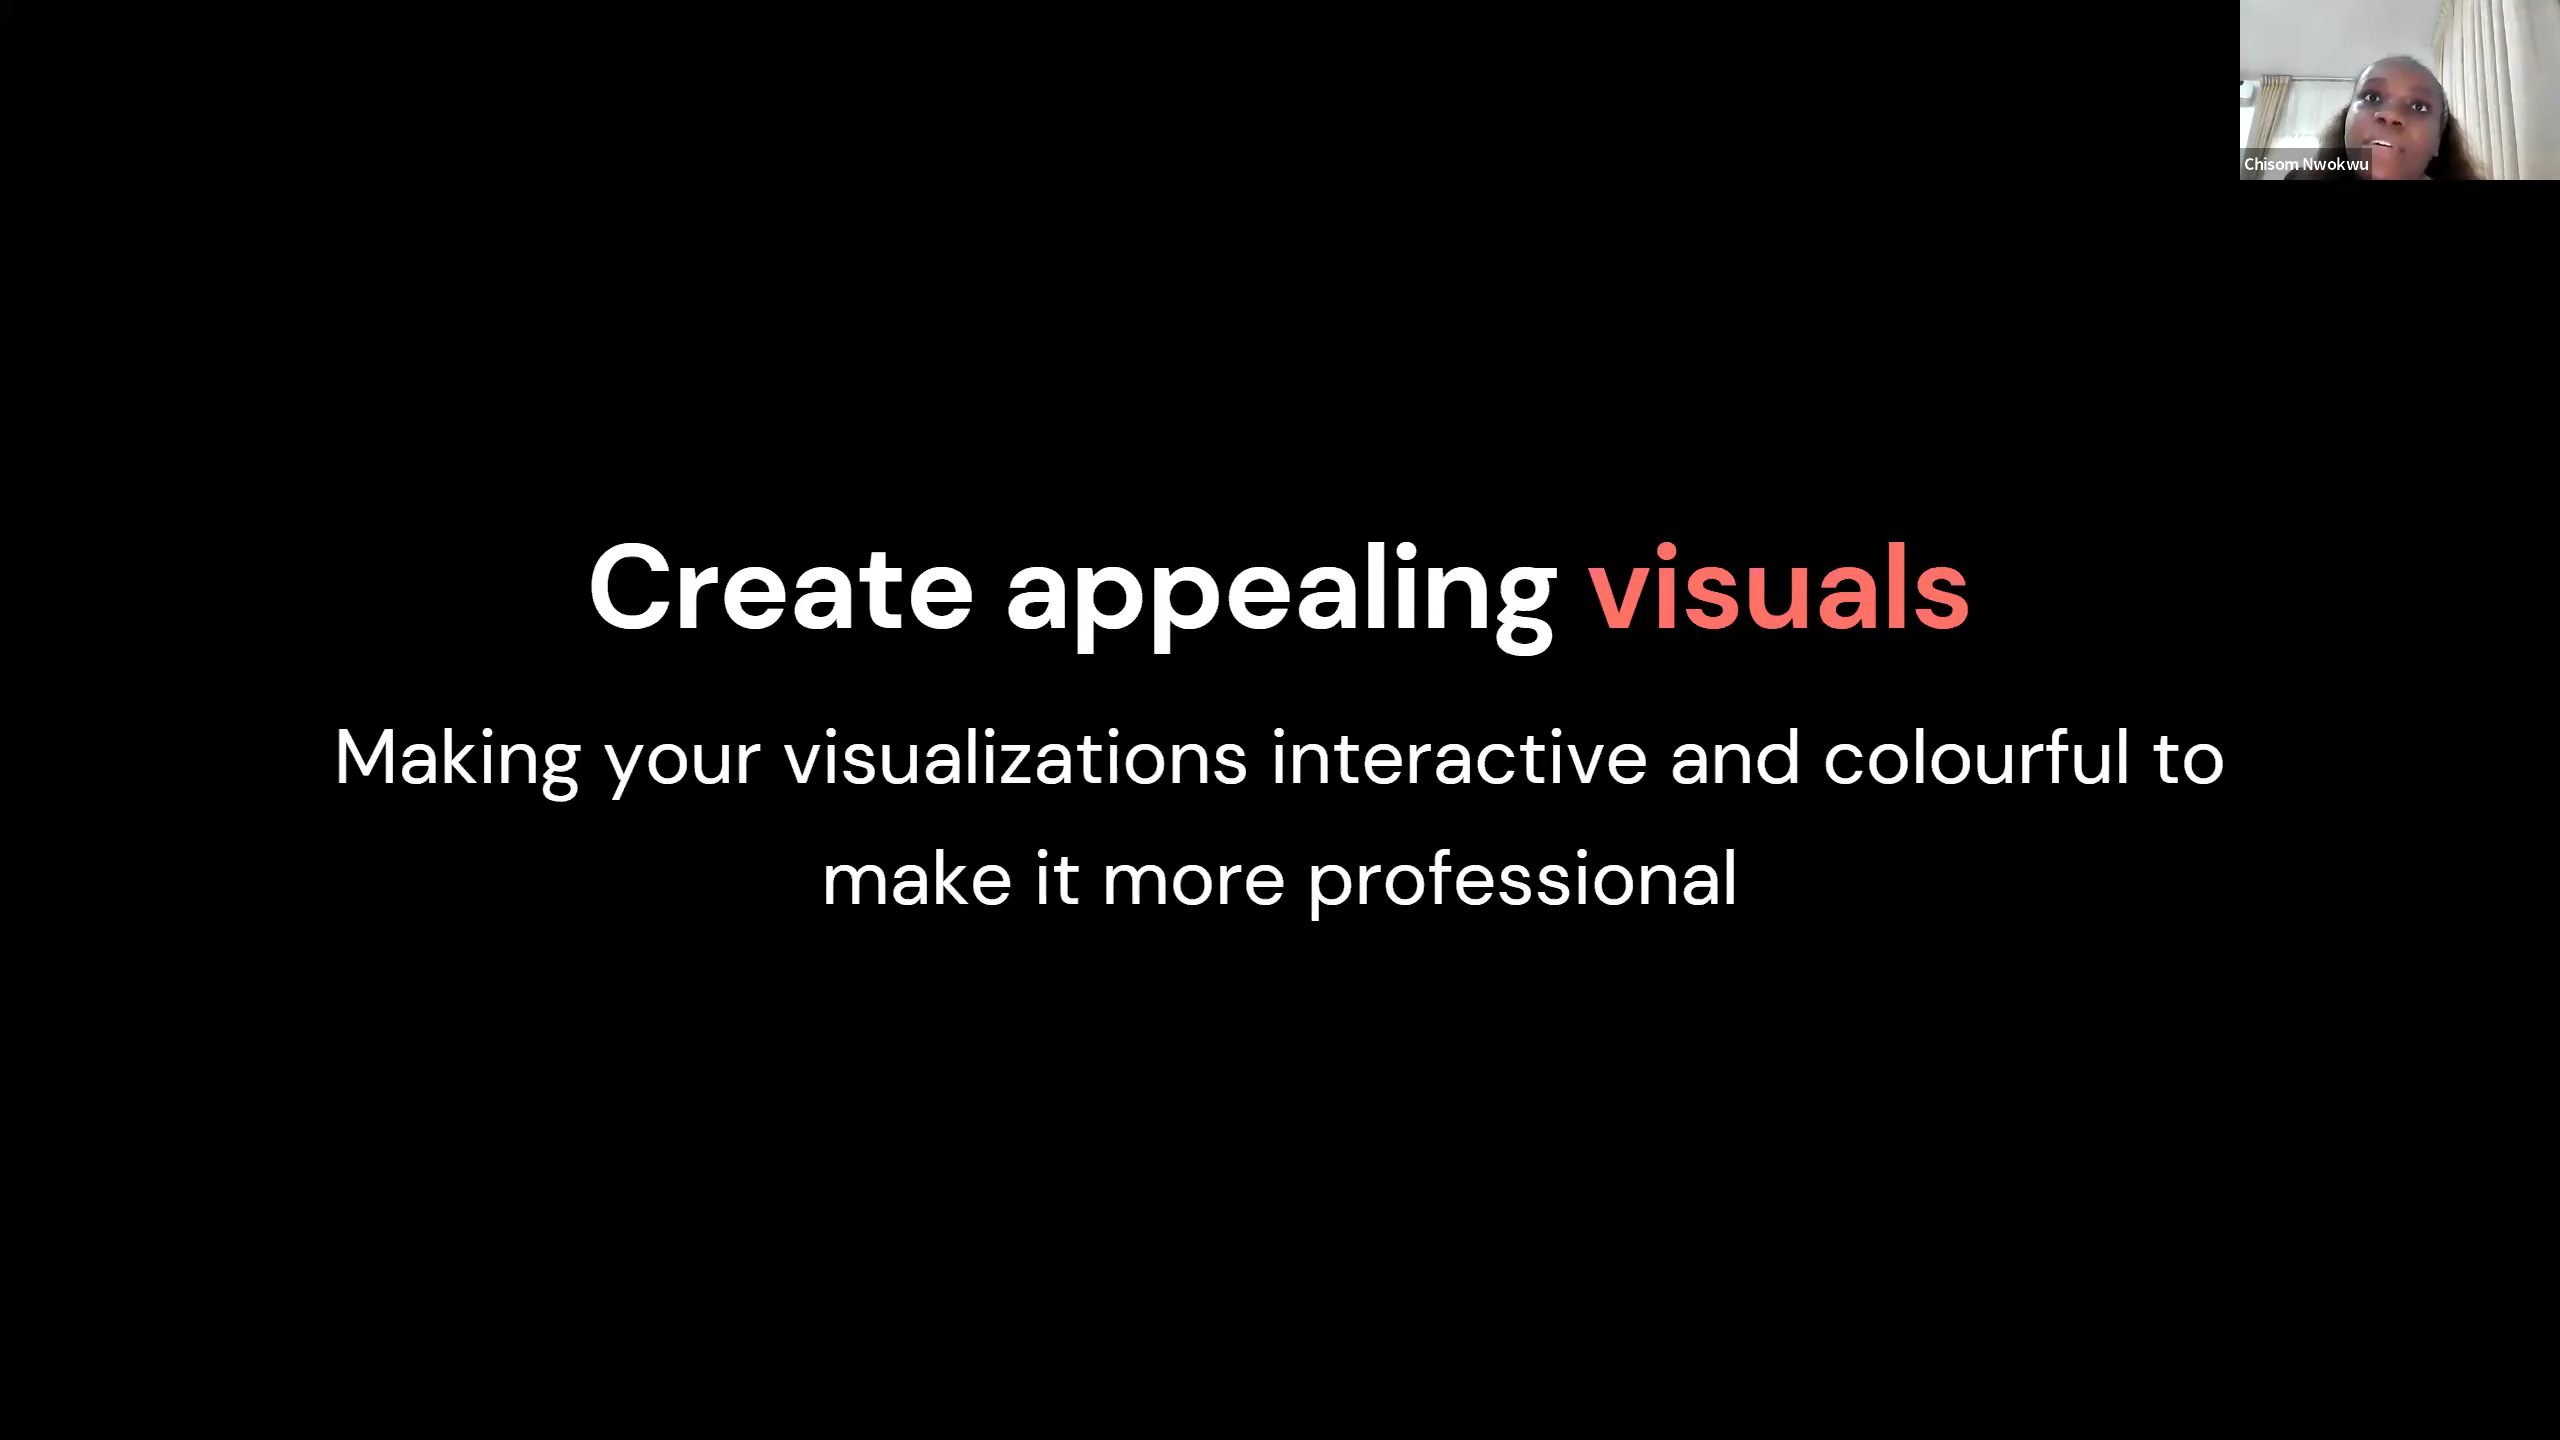 Chisom Nwokwu
Create appealing visuals
Making your visualizations interactive and colourful to
make it more professional